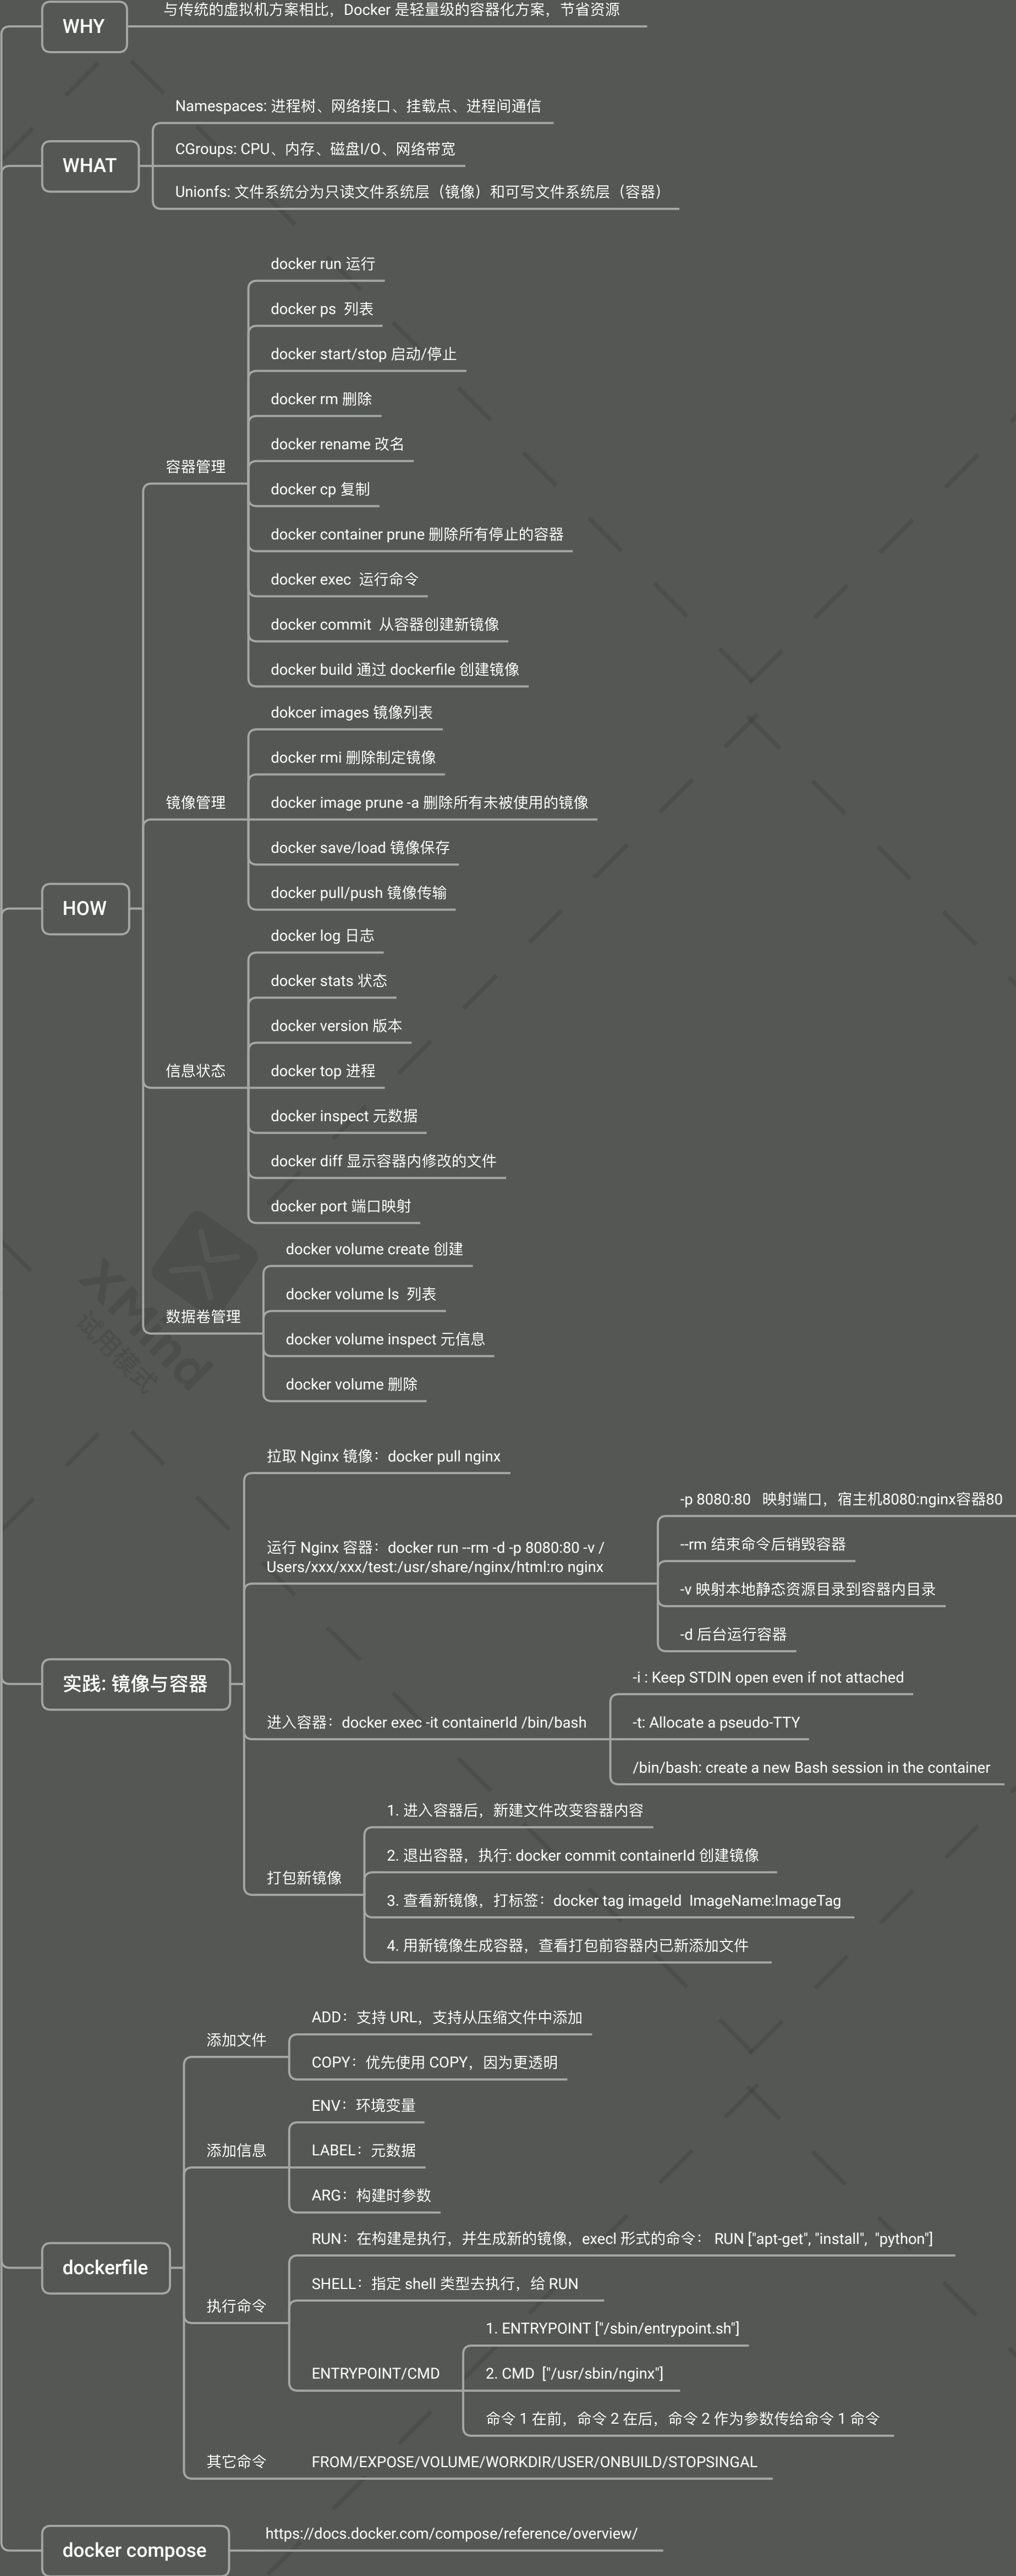 WHY
与传统的虚拟机方案相比，Docker 是轻量级的容器化方案，节省资源
WHAT
Namespaces: 进程树、网络接口、挂载点、进程间通信
CGroups: CPU、内存、磁盘I/O、网络带宽
Unionfs: 文件系统分为只读文件系统层（镜像）和可写文件系统层（容器）
HOW
容器管理
docker run 运行
docker ps  列表
docker start/stop 启动/停止
docker rm 删除
docker rename 改名
docker cp 复制
docker container prune 删除所有停止的容器
docker exec  运行命令
docker commit  从容器创建新镜像
docker build 通过 dockerfile 创建镜像
镜像管理
dokcer images 镜像列表
docker rmi 删除制定镜像
docker image prune -a 删除所有未被使用的镜像
docker save/load 镜像保存
docker pull/push 镜像传输
信息状态
docker log 日志
docker stats 状态
docker version 版本
docker top 进程
docker inspect 元数据
docker diff 显示容器内修改的文件
docker port 端口映射
数据卷管理
docker volume create 创建
docker volume ls  列表
docker volume inspect 元信息
docker volume 删除
XMind
试用模式
实践: 镜像与容器
拉取 Nginx 镜像：docker pull nginx
运行 Nginx 容器：docker run --rm -d -p 8080:80 -v /
Users/xxx/xxx/test:/usr/share/nginx/html:ro nginx
-p 8080:80   映射端口，宿主机8080:nginx容器80
--rm 结束命令后销毁容器
-v 映射本地静态资源目录到容器内目录
-d 后台运行容器
进入容器：docker exec -it containerId /bin/bash
-i : Keep STDIN open even if not attached
-t: Allocate a pseudo-TTY
/bin/bash: create a new Bash session in the container
打包新镜像
1. 进入容器后，新建文件改变容器内容
2. 退出容器，执行: docker commit containerId 创建镜像
3. 查看新镜像，打标签：docker tag imageId  ImageName:ImageTag
4. 用新镜像生成容器，查看打包前容器内已新添加文件
dockerfile
添加文件
ADD：支持 URL，支持从压缩文件中添加
COPY：优先使用 COPY，因为更透明
添加信息
ENV：环境变量
LABEL：元数据
ARG：构建时参数
执行命令
RUN：在构建是执行，并生成新的镜像，execl 形式的命令： RUN ["apt-get", "install",  "python"]
SHELL：指定 shell 类型去执行，给 RUN
ENTRYPOINT/CMD
1. ENTRYPOINT ["/sbin/entrypoint.sh"]
2. CMD  ["/usr/sbin/nginx"]
命令 1 在前，命令 2 在后，命令 2 作为参数传给命令 1 命令
其它命令
FROM/EXPOSE/VOLUME/WORKDIR/USER/ONBUILD/STOPSINGAL
docker compose
https://docs.docker.com/compose/reference/overview/